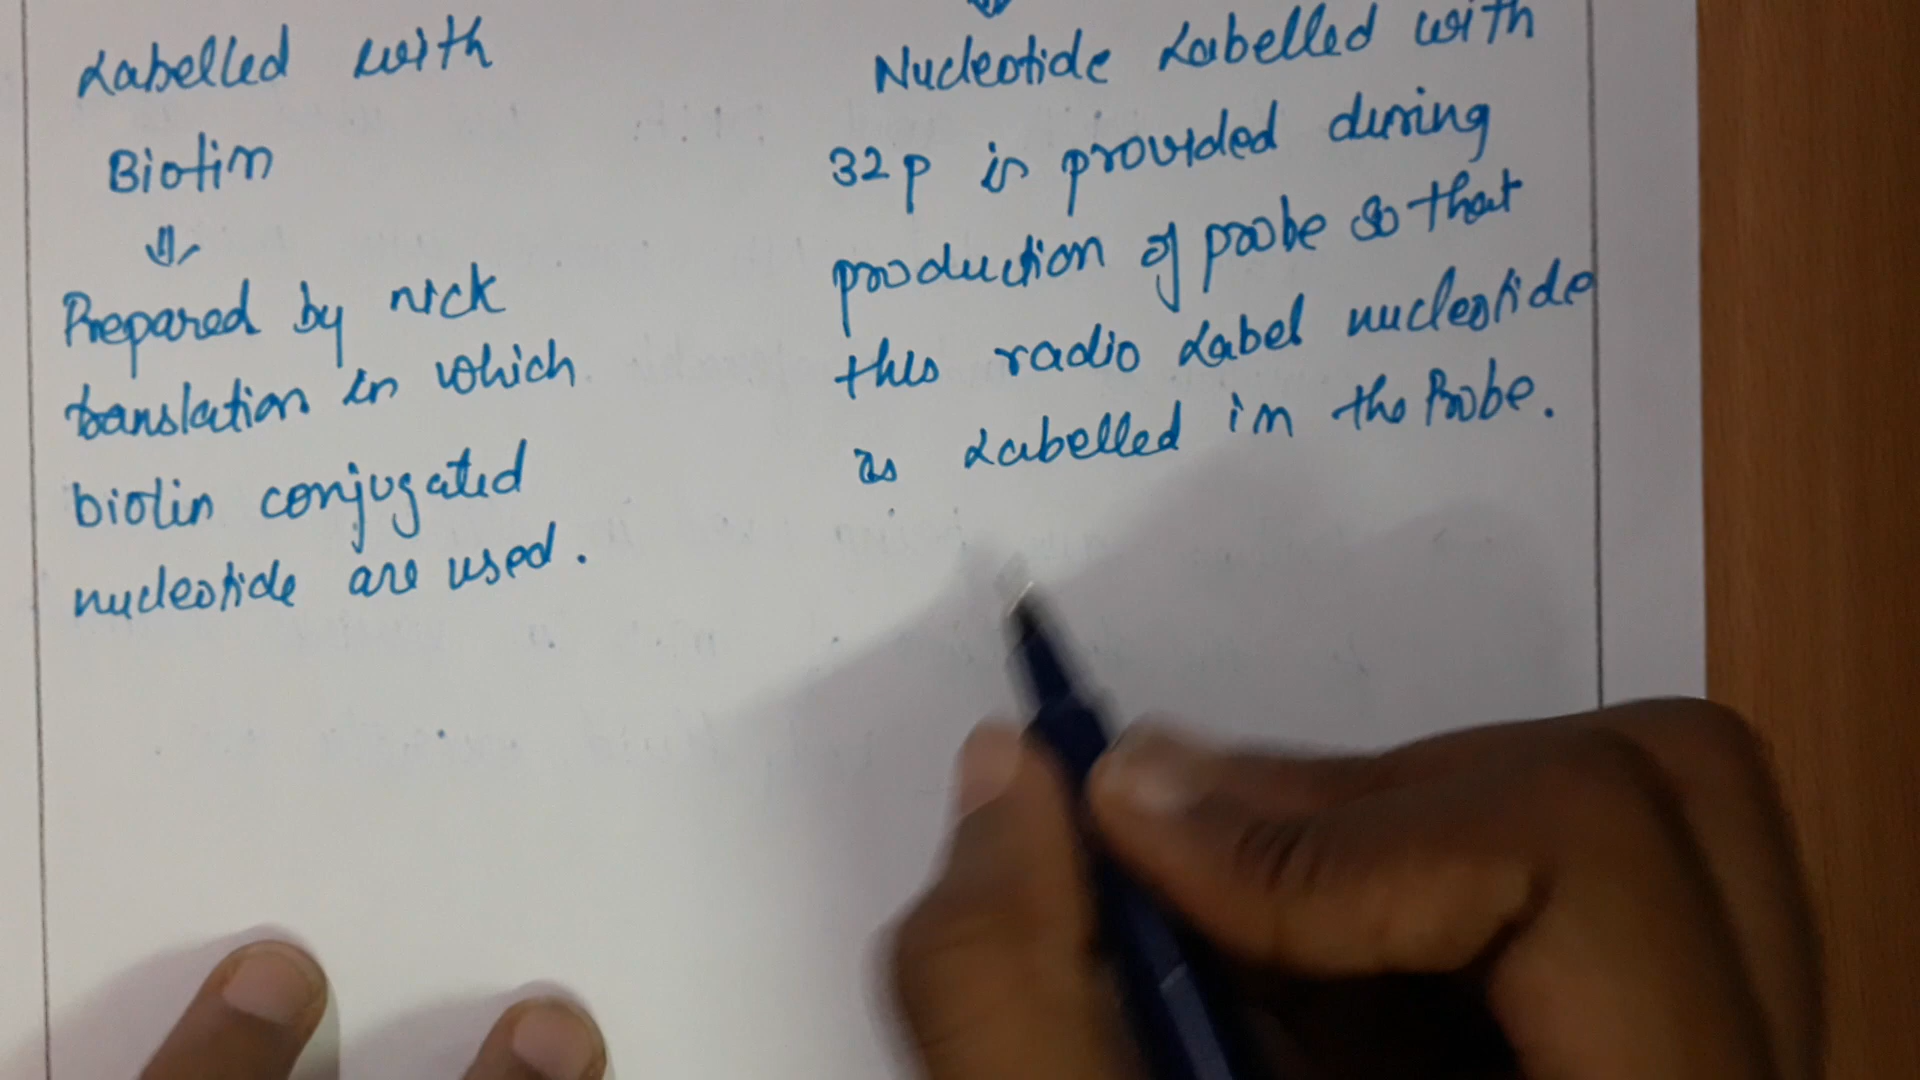 Labelled with
Biotin
Prepared by nick
translation in which
biotin conjugated
nucleotide are used.
Nucleotide Labelled with
32p is provided during
production of probe so that
this radio Label nucleotide
is Labelled in the Probe.